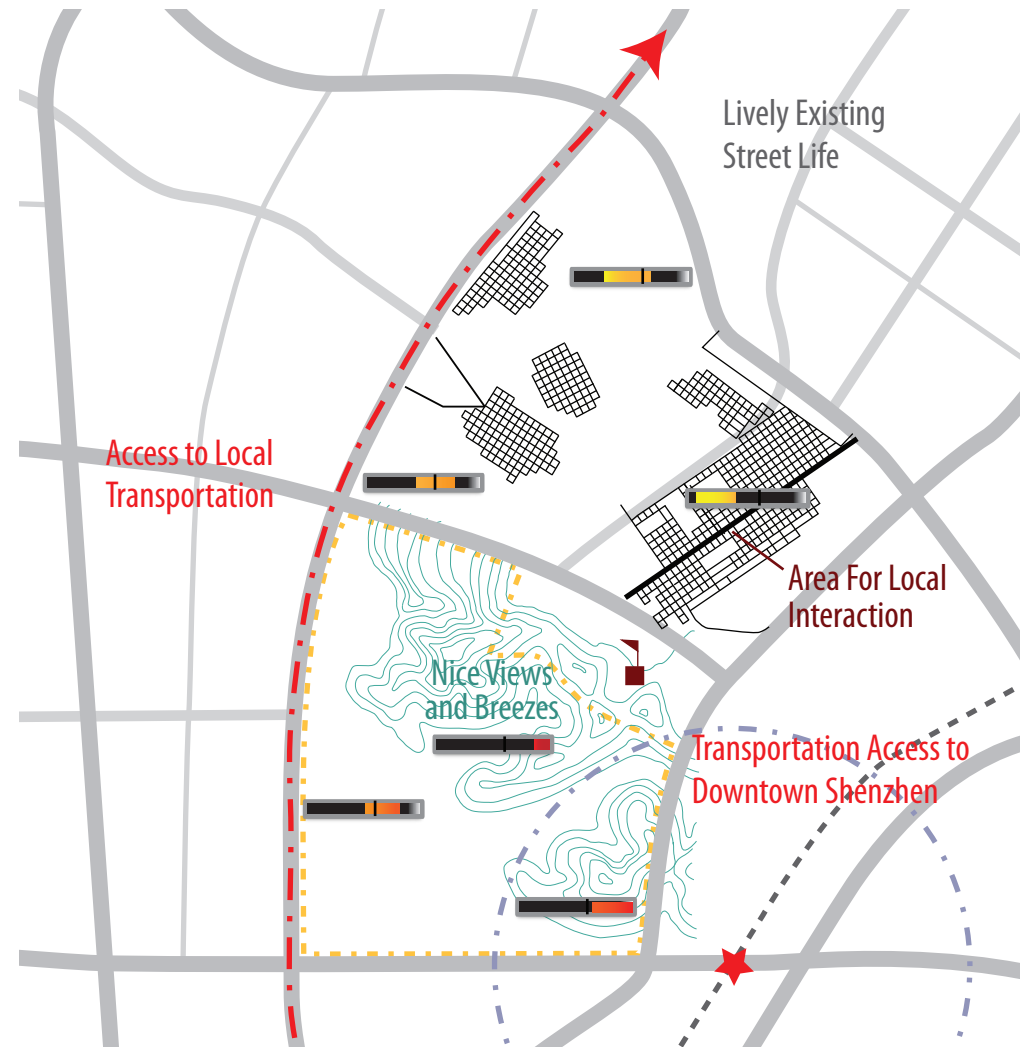 Lively Existing
Street Life
Access to Local
Transportation
Area For Local
Interaction
Nice Views
and Breezes
Transportation Access to
Downtown Shenzhen